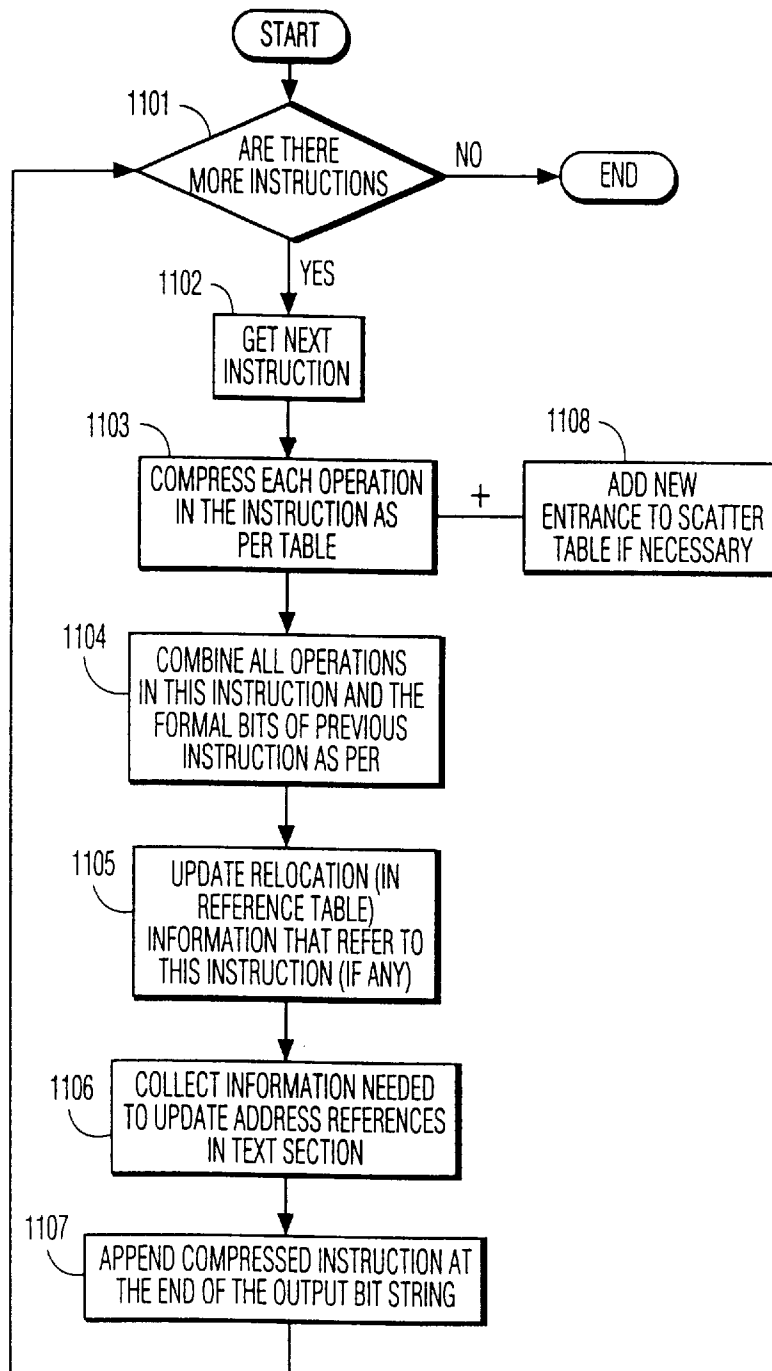 START
1101
ARE THERE
MORE INSTRUCTIONS
NO
END
YES
1102
GET NEXT
INSTRUCTION
1103
COMPRESS EACH OPERATION
IN THE INSTRUCTION AS
PER TABLE
+
1108
ADD NEW
ENTRANCE TO SCATTER
TABLE IF NECESSARY
1104
COMBINE ALL OPERATIONS
IN THIS INSTRUCTION AND THE
FORMAL BITS OF PREVIOUS
INSTRUCTION AS PER
1105
UPDATE RELOCATION (IN
REFERENCE TABLE)
INFORMATION THAT REFER TO
THIS INSTRUCTION (IF ANY)
1106
COLLECT INFORMATION NEEDED
TO UPDATE ADDRESS REFERENCES
IN TEXT SECTION
1107
APPEND COMPRESSED INSTRUCTION AT
THE END OF THE OUTPUT BIT STRING